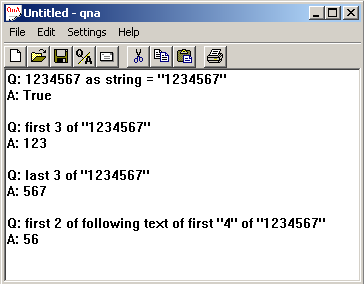 QnA Untitled - qna
File Edit Settings Help
Q/A
Q: 1234567 as string = "1234567"
A: True
Q: first 3 of "1234567"
A: 123
Q: last 3 of "1234567"
A: 567
Q: first 2 of following text of first "4" of "1234567"
A: 56